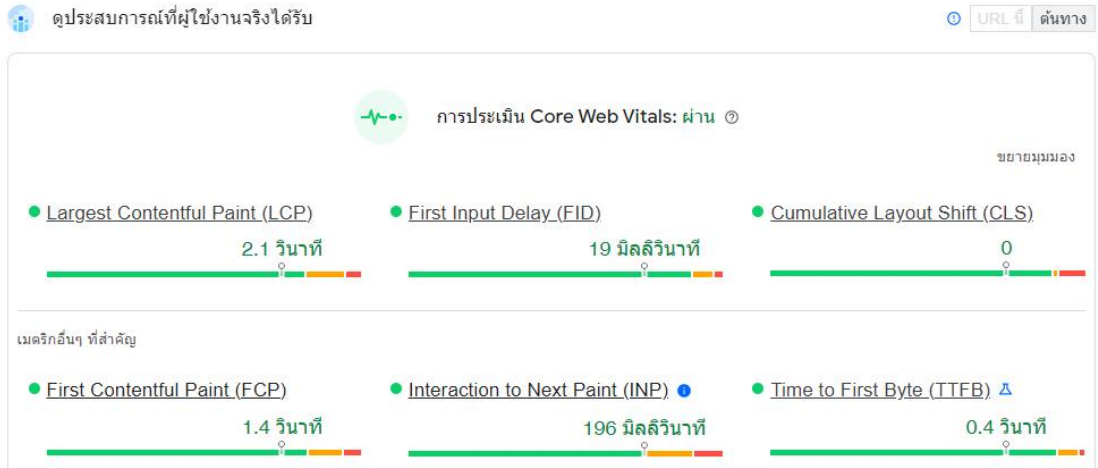 ดูประสบการณ์ที่ผู้ใช้งานจริงได้รับ
URL นี้ ต้นทาง
การประเมิน Core Web Vitals: ผ่าน
ขยายมุมมอง
Largest Contentful Paint (LCP) First Input Delay (FID) Cumulative Layout Shift (CLS)
2.1 วินาที 19 มิลลิวินาที 0
เมตริกอื่นๆ ที่สำคัญ
First Contentful Paint (FCP) Interaction to Next Paint (INP) Time to First Byte (TTFB)
1.4 วินาที 196 มิลลิวินาที 0.4 วินาที